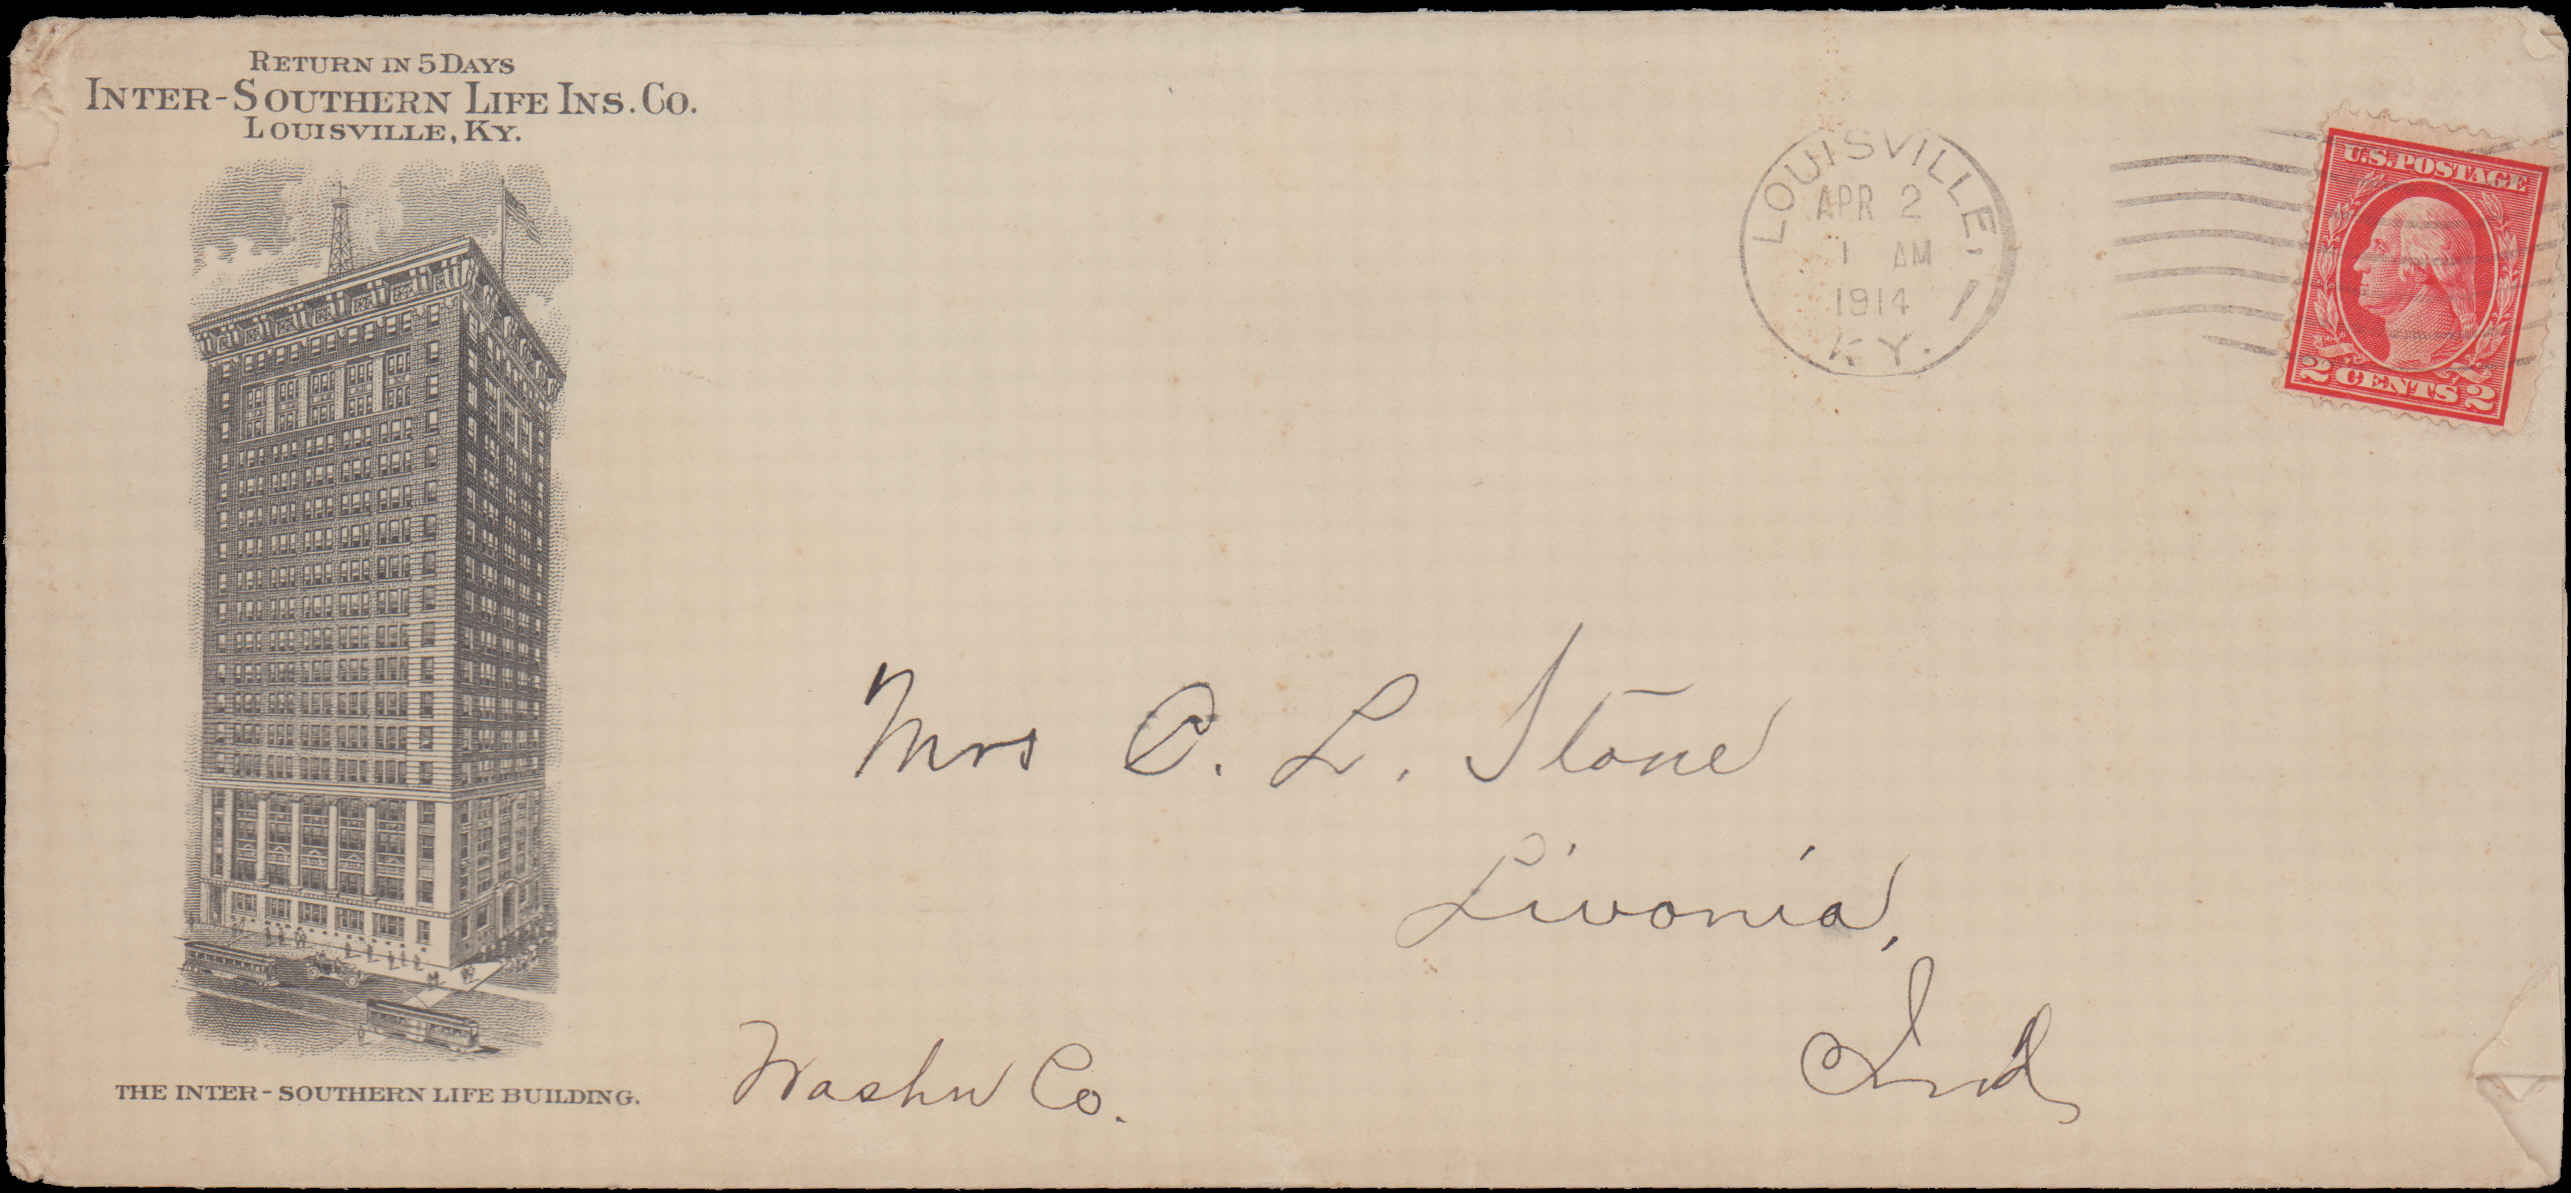 RETURN IN 5 DAYS
INTER-SOUTHERN LIFE INS. CO.
LOUISVILLE, KY.
LOUISVILLE,
APR 2
1 AM
1914
KY.
U.S. POSTAGE
2 CENTS 2
Mrs O. L. Stone
Livonia,
Ind
Washn Co.
THE INTER-SOUTHERN LIFE BUILDING.